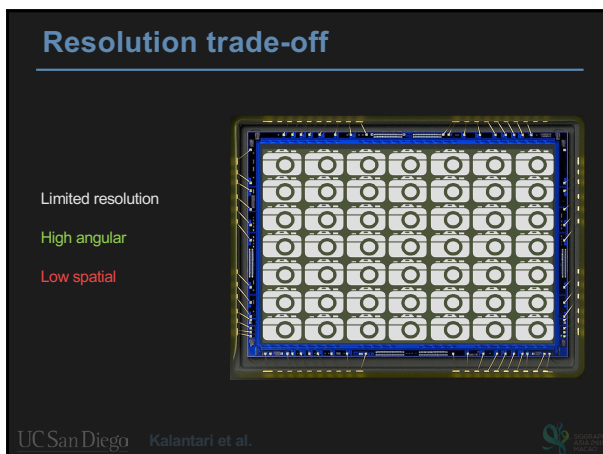 Resolution trade-off
Limited resolution
High angular
Low spatial
UC San Diego
Kalantari et al.